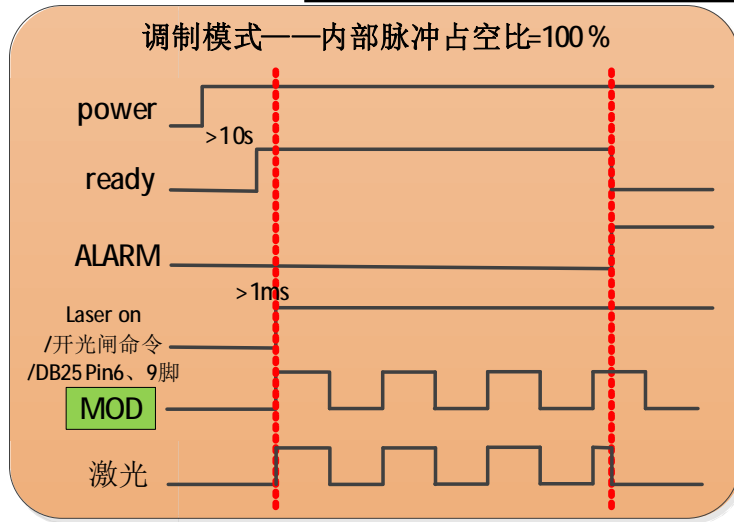 调制模式——内部脉冲占空比=100%
power
>10s
ready
ALARM
>1ms
Laser on
/开光闸命令
/DB25 Pin6、9脚
MOD
激光